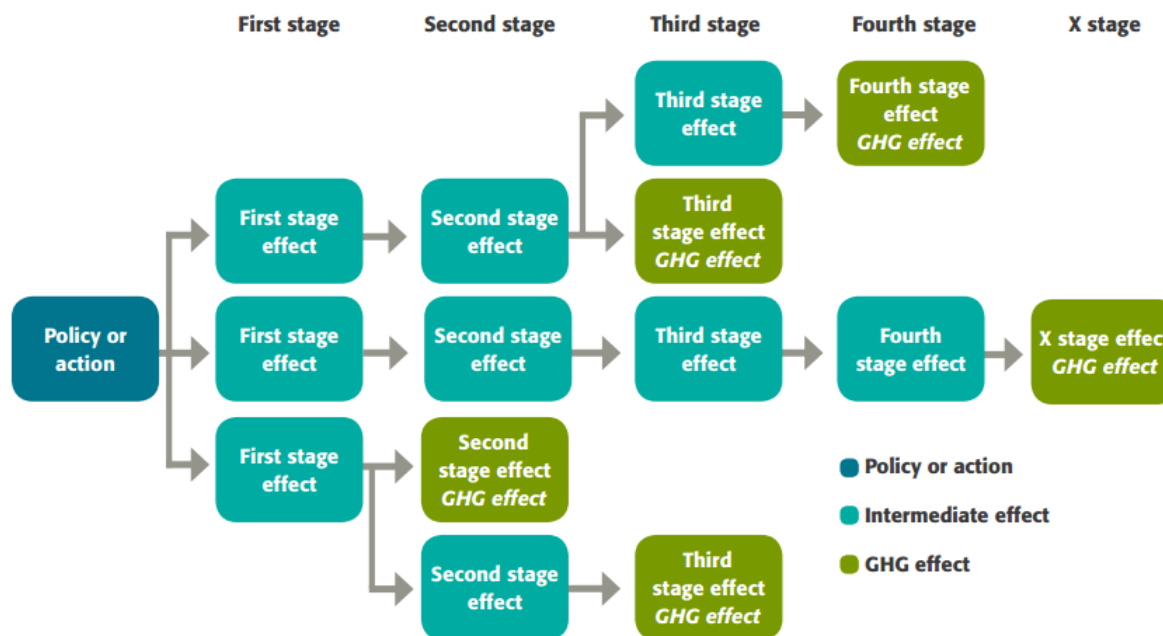 First stage
Second stage
Third stage
Fourth stage
X stage
Third stage
effect
Fourth stage
effect
GHG effect
First stage
effect
Second stage
effect
Third
stage effect
GHG effect
Policy or
action
First stage
effect
Second stage
effect
Third stage
effect
Fourth
stage effect
X stage effect
GHG effect
First stage
effect
Second
stage effect
GHG effect
Second stage
effect
Third
stage effect
GHG effect
Policy or action
Intermediate effect
GHG effect